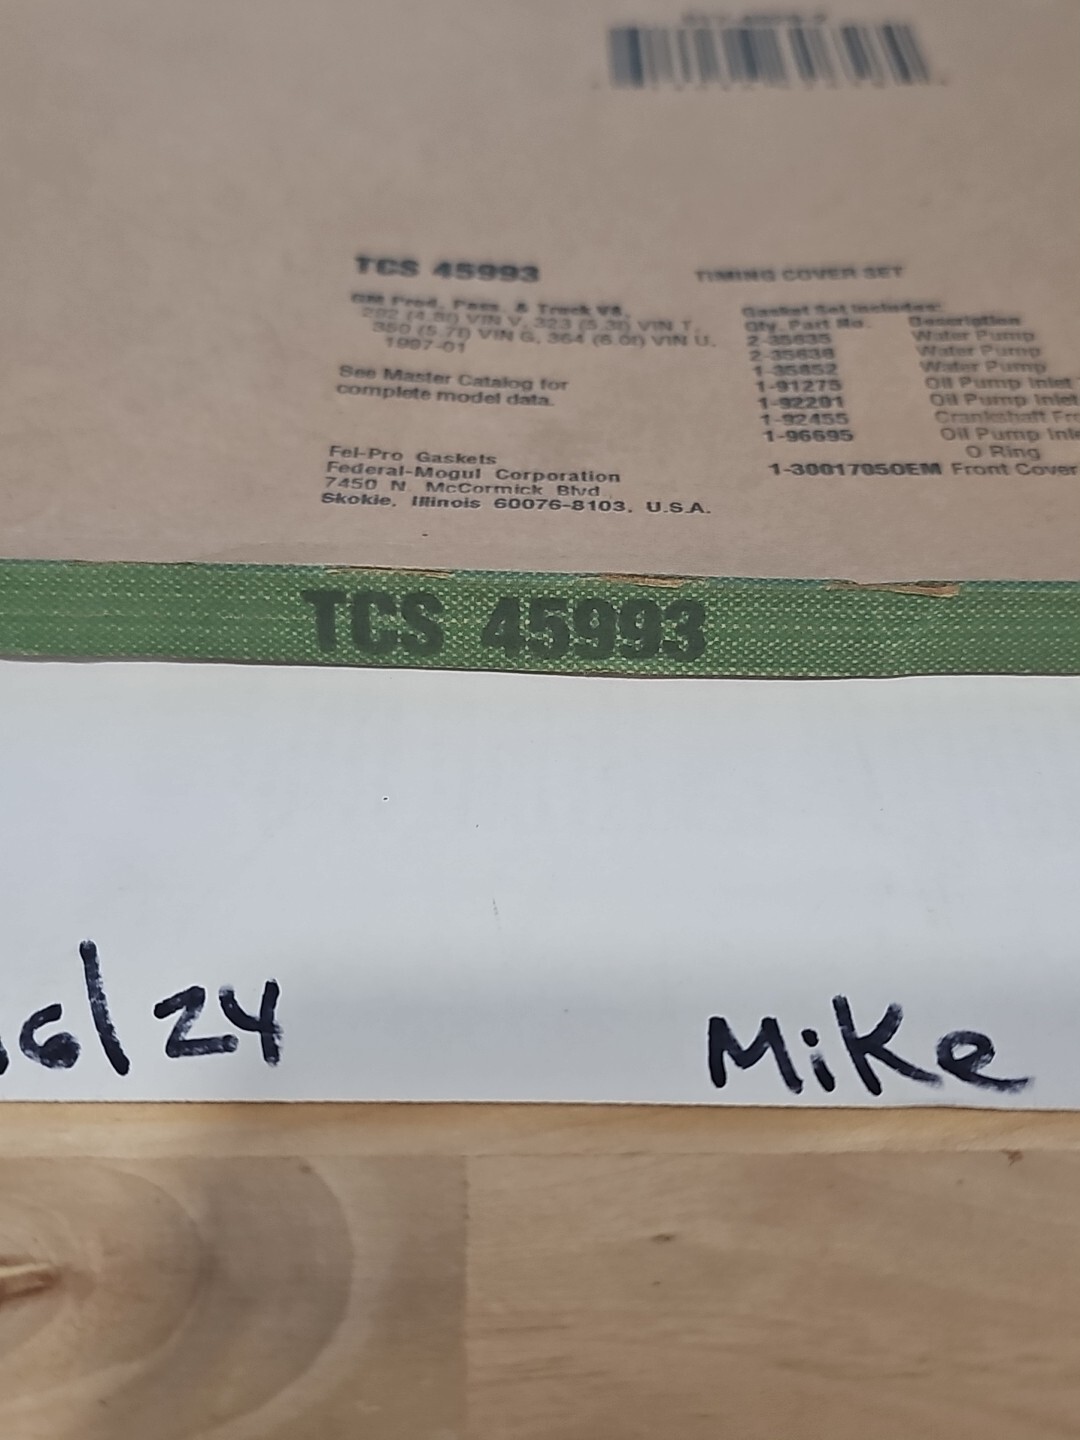 TCS 45993
TIMING COVER SET
GM Prod. Pass. & Truck V8,
292 (4.8l) VIN V, 323 (5.3l) VIN T,
350 (5.7l) VIN G, 364 (6.0l) VIN U.
1997-01
See Master Catalog for
complete model data.
Fel-Pro Gaskets
Federal-Mogul Corporation
7450 N. McCormick Blvd.
Skokie, Illinois 60076-8103, U.S.A.
Gasket Set Includes:
Qty. Part No. Description
2-35635 Water Pump
Water Pump
1-35852 Water Pump
1-91275 Oil Pump Inlet
1-92201 Oil Pump Inlet
1-92455 Crankshaft Fro
1-96695 Oil Pump Inle
O Ring
1-30017050EM Front Cover
TCS 45993
6/24
Mike